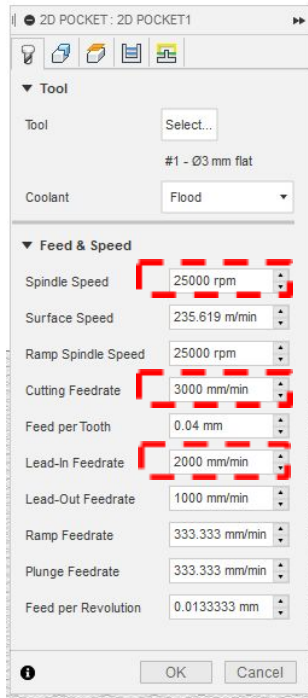 2D POCKET : 2D POCKET1
Tool
Tool Select...
#1 - Ø3 mm flat
Coolant Flood
Feed & Speed
Spindle Speed 25000 rpm
Surface Speed 235.619 m/min
Ramp Spindle Speed 25000 rpm
Cutting Feedrate 3000 mm/min
Feed per Tooth 0.04 mm
Lead-In Feedrate 2000 mm/min
Lead-Out Feedrate 1000 mm/min
Ramp Feedrate 333.333 mm/min
Plunge Feedrate 333.333 mm/min
Feed per Revolution 0.0133333 mm
OK Cancel